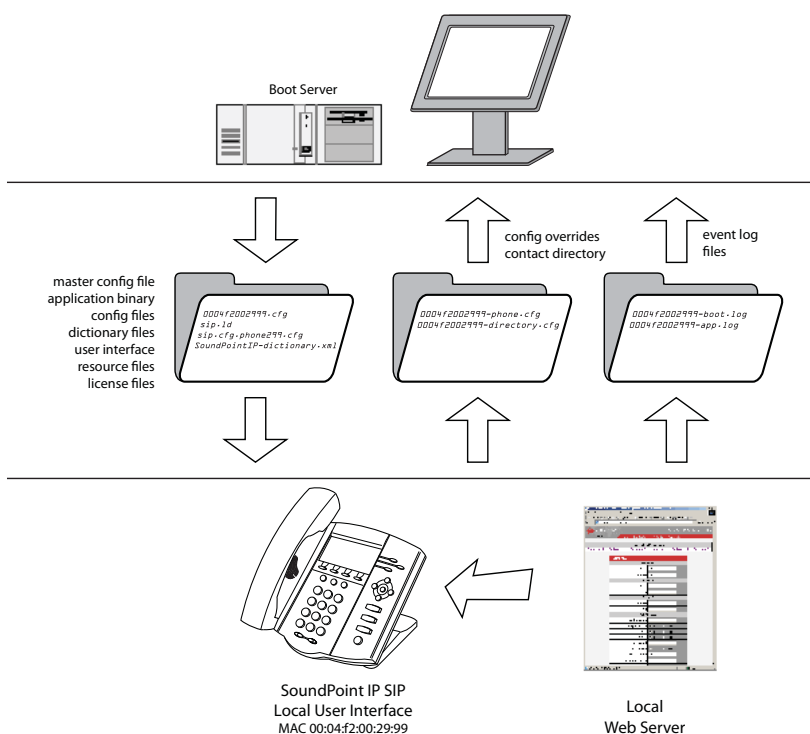 Boot Server
config overrides
contact directory
event log
files
master config file
application binary
config files
dictionary files
user interface
resource files
license files
0004f2002999.cfg
sip.ld
sip.cfg.phone299.cfg
SoundPointIP-dictionary.xml
0004f2002999-phone.cfg
0004f2002999-directory.cfg
0004f2002999-boot.log
0004f2002999-app.log
SoundPoint IP SIP
Local User Interface
MAC 00:04:f2:00:29:99
Local
Web Server